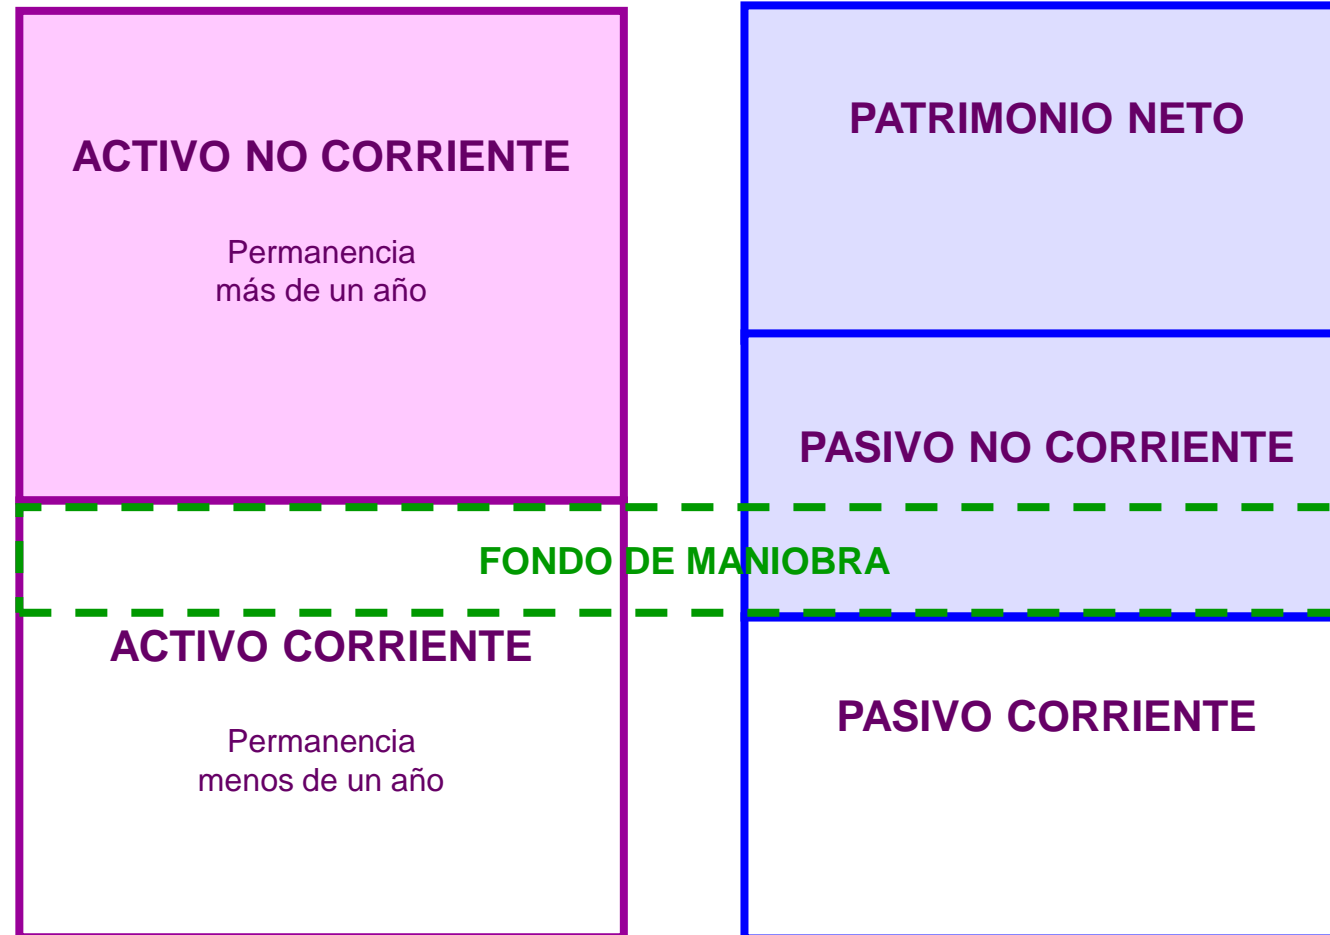 ACTIVO NO CORRIENTE
Permanencia
más de un año
ACTIVO CORRIENTE
Permanencia
menos de un año
FONDO DE MANIOBRA
PATRIMONIO NETO
PASIVO NO CORRIENTE
PASIVO CORRIENTE